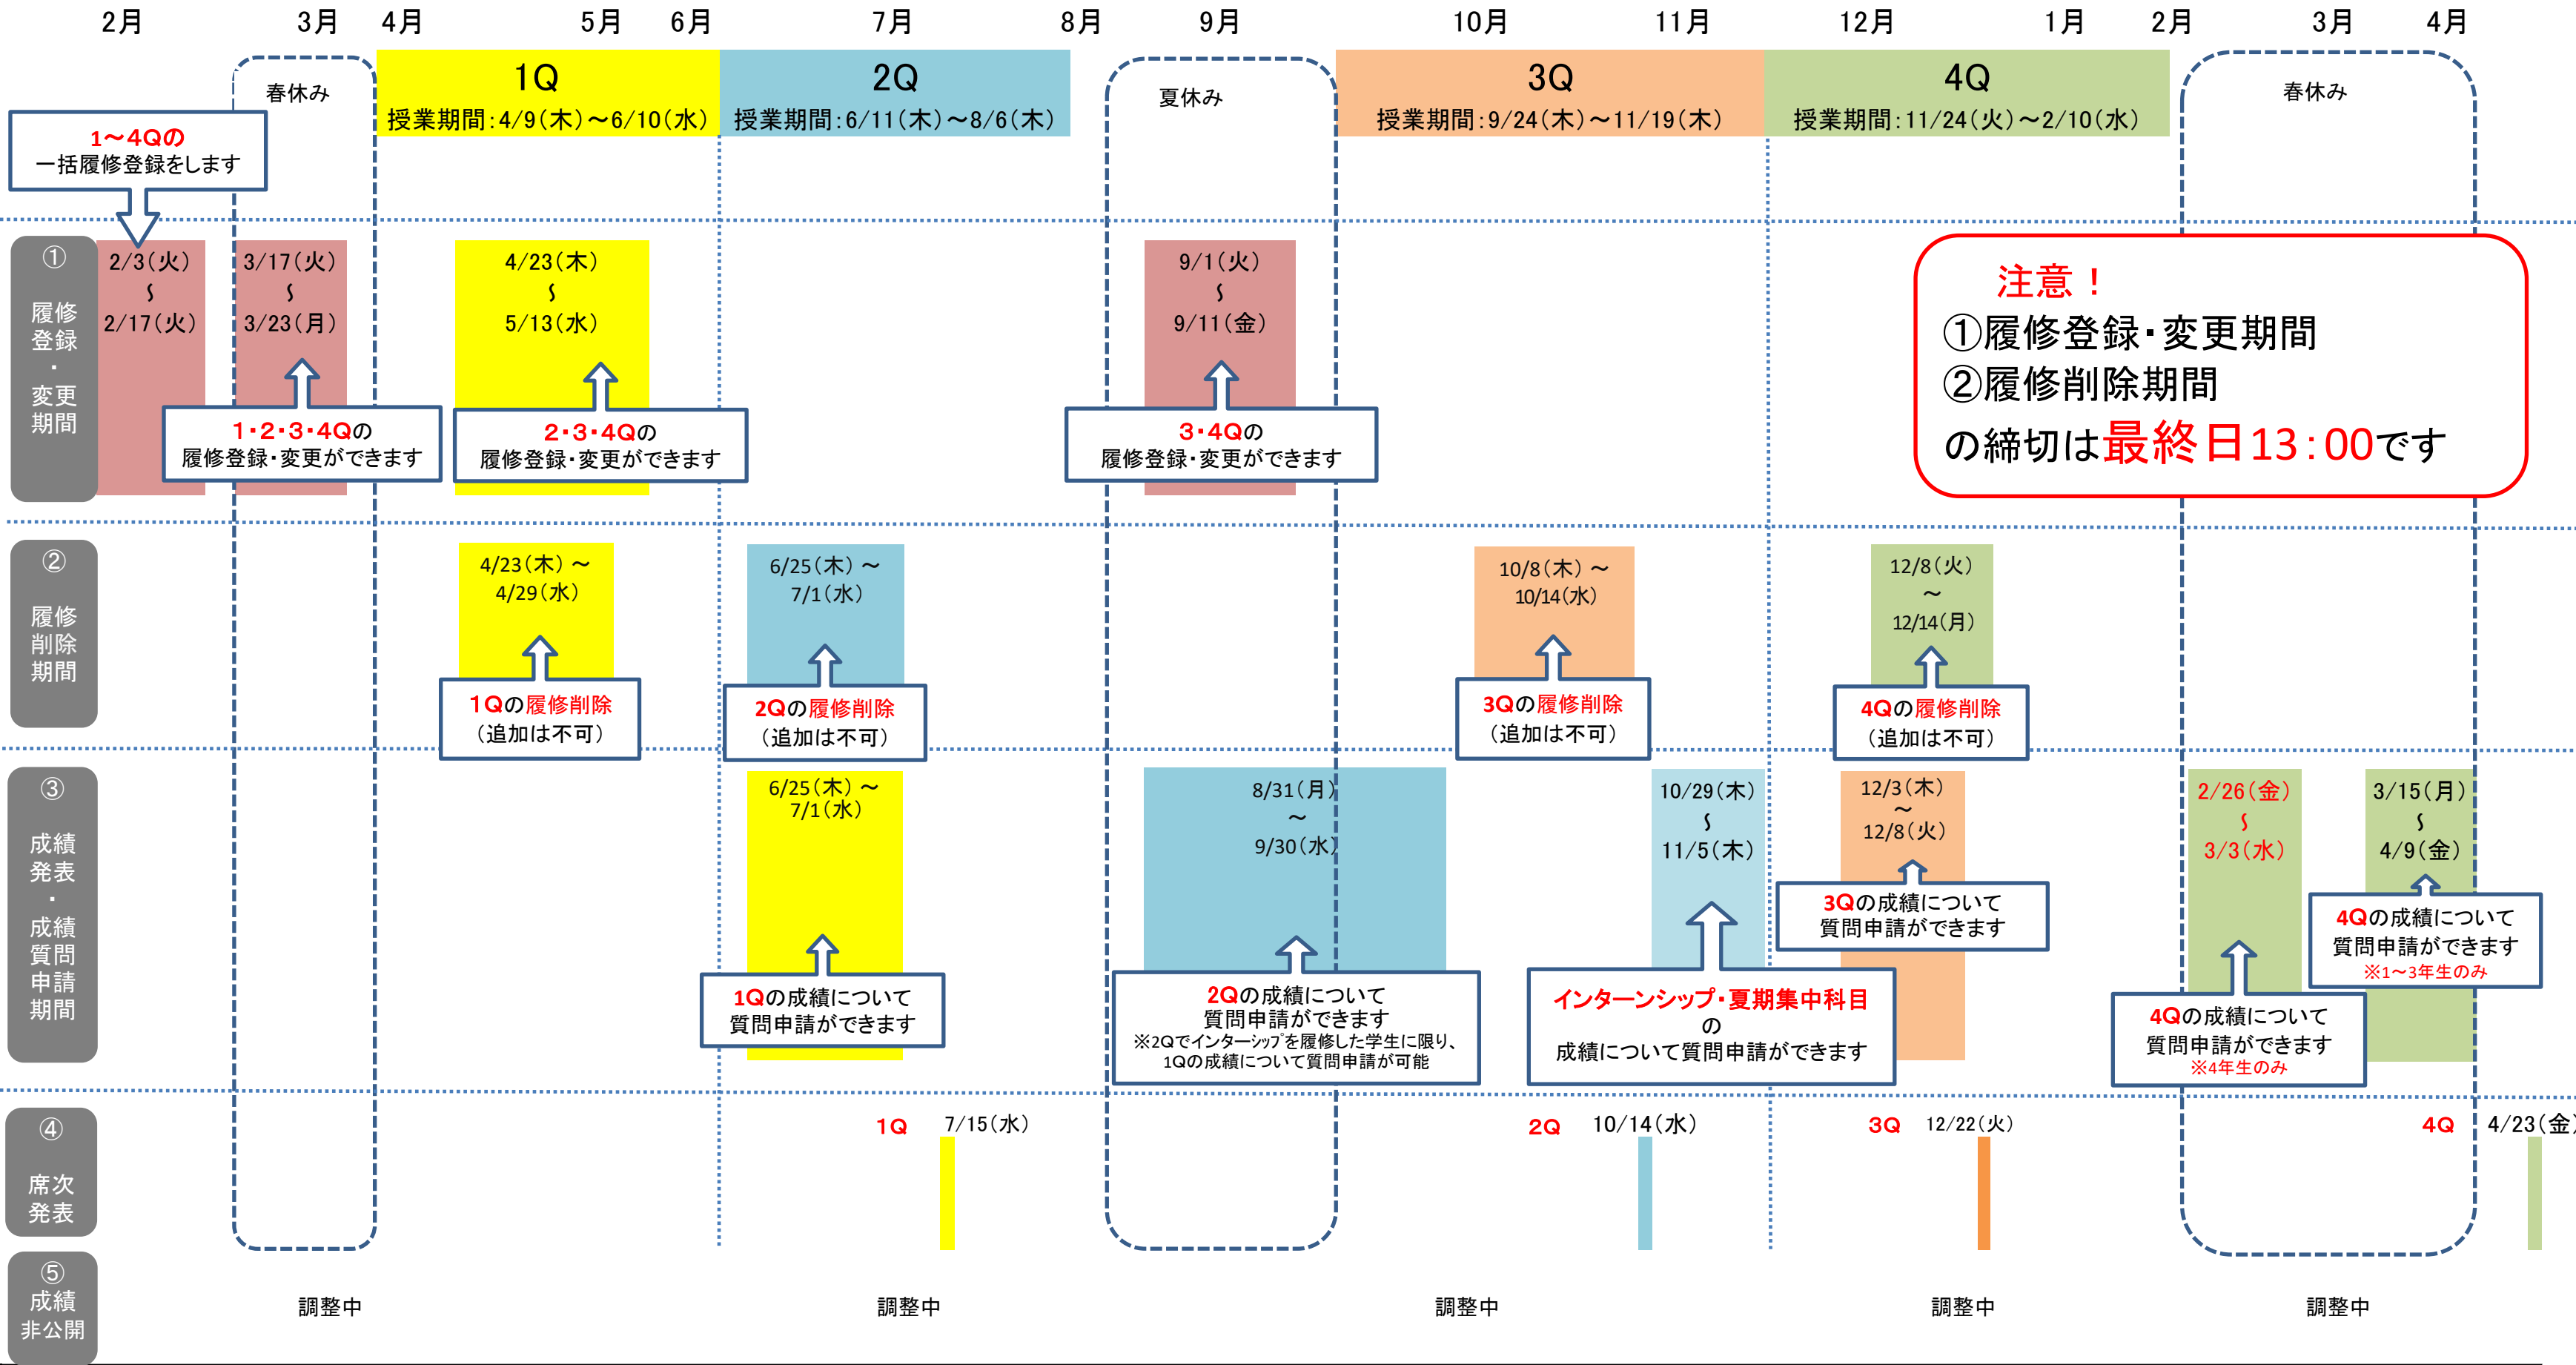 2月 3月 4月 5月 6月 7月 8月 9月 10月 11月 12月 1月 2月 3月 4月
春休み
1Q
授業期間:4/9(木)～6/10(水)
2Q
授業期間:6/11(木)～8/6(木)
夏休み
3Q
授業期間:9/24(木)～11/19(木)
4Q
授業期間:11/24(火)～2/10(水)
春休み
1～4Qの
一括履修登録をします
①
履修
登録
・
変更
期間
2/3(火)
～
2/17(火)
3/17(火)
～
3/23(月)
1・2・3・4Qの
履修登録・変更ができます
4/23(木)
～
5/13(水)
2・3・4Qの
履修登録・変更ができます
9/1(火)
～
9/11(金)
3・4Qの
履修登録・変更ができます
注意！
①履修登録・変更期間
②履修削除期間
の締切は最終日13：00です
②
履修
削除
期間
4/23(木) ～
4/29(水)
1Qの履修削除
(追加は不可)
6/25(木) ～
7/1(水)
2Qの履修削除
(追加は不可)
10/8(木) ～
10/14(水)
3Qの履修削除
(追加は不可)
12/8(火)
～
12/14(月)
4Qの履修削除
(追加は不可)
③
成績
発表
・
成績
質問
申請
期間
6/25(木) ～
7/1(水)
1Qの成績について
質問申請ができます
8/31(月)
～
9/30(水)
2Qの成績について
質問申請ができます
※2Qでインターシップを履修した学生に限り、
1Qの成績について質問申請が可能
10/29(木)
～
11/5(木)
インターンシップ・夏期集中科目
の
成績について質問申請ができます
12/3(木)
～
12/8(火)
3Qの成績について
質問申請ができます
2/26(金)
～
3/3(水)
4Qの成績について
質問申請ができます
※4年生のみ
3/15(月)
～
4/9(金)
4Qの成績について
質問申請ができます
※1～3年生のみ
④
席次
発表
1Q 7/15(水)
2Q 10/14(水)
3Q 12/22(火)
4Q 4/23(金)
⑤
成績
非公開
調整中 調整中 調整中 調整中 調整中